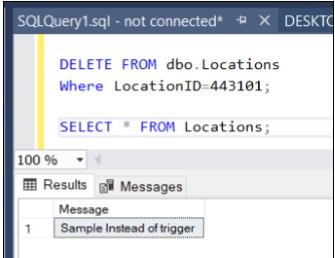 SQLQuery1.sql - not connected* DESKTO
DELETE FROM dbo.Locations
Where LocationID=443101;
SELECT * FROM Locations;
100 %
Results Messages
Message
1 Sample Instead of trigger